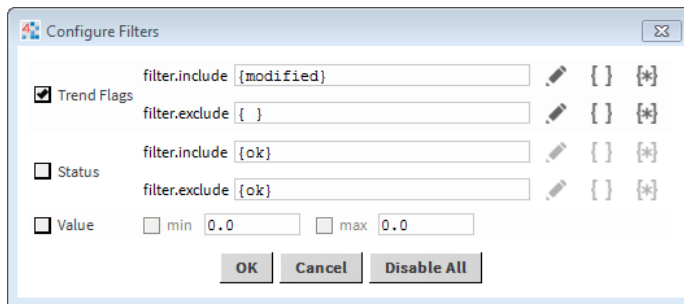 Configure Filters
filter.include {modified}
Trend Flags
filter.exclude { }
filter.include {ok}
Status
filter.exclude {ok}
Value min 0.0 max 0.0
OK Cancel Disable All